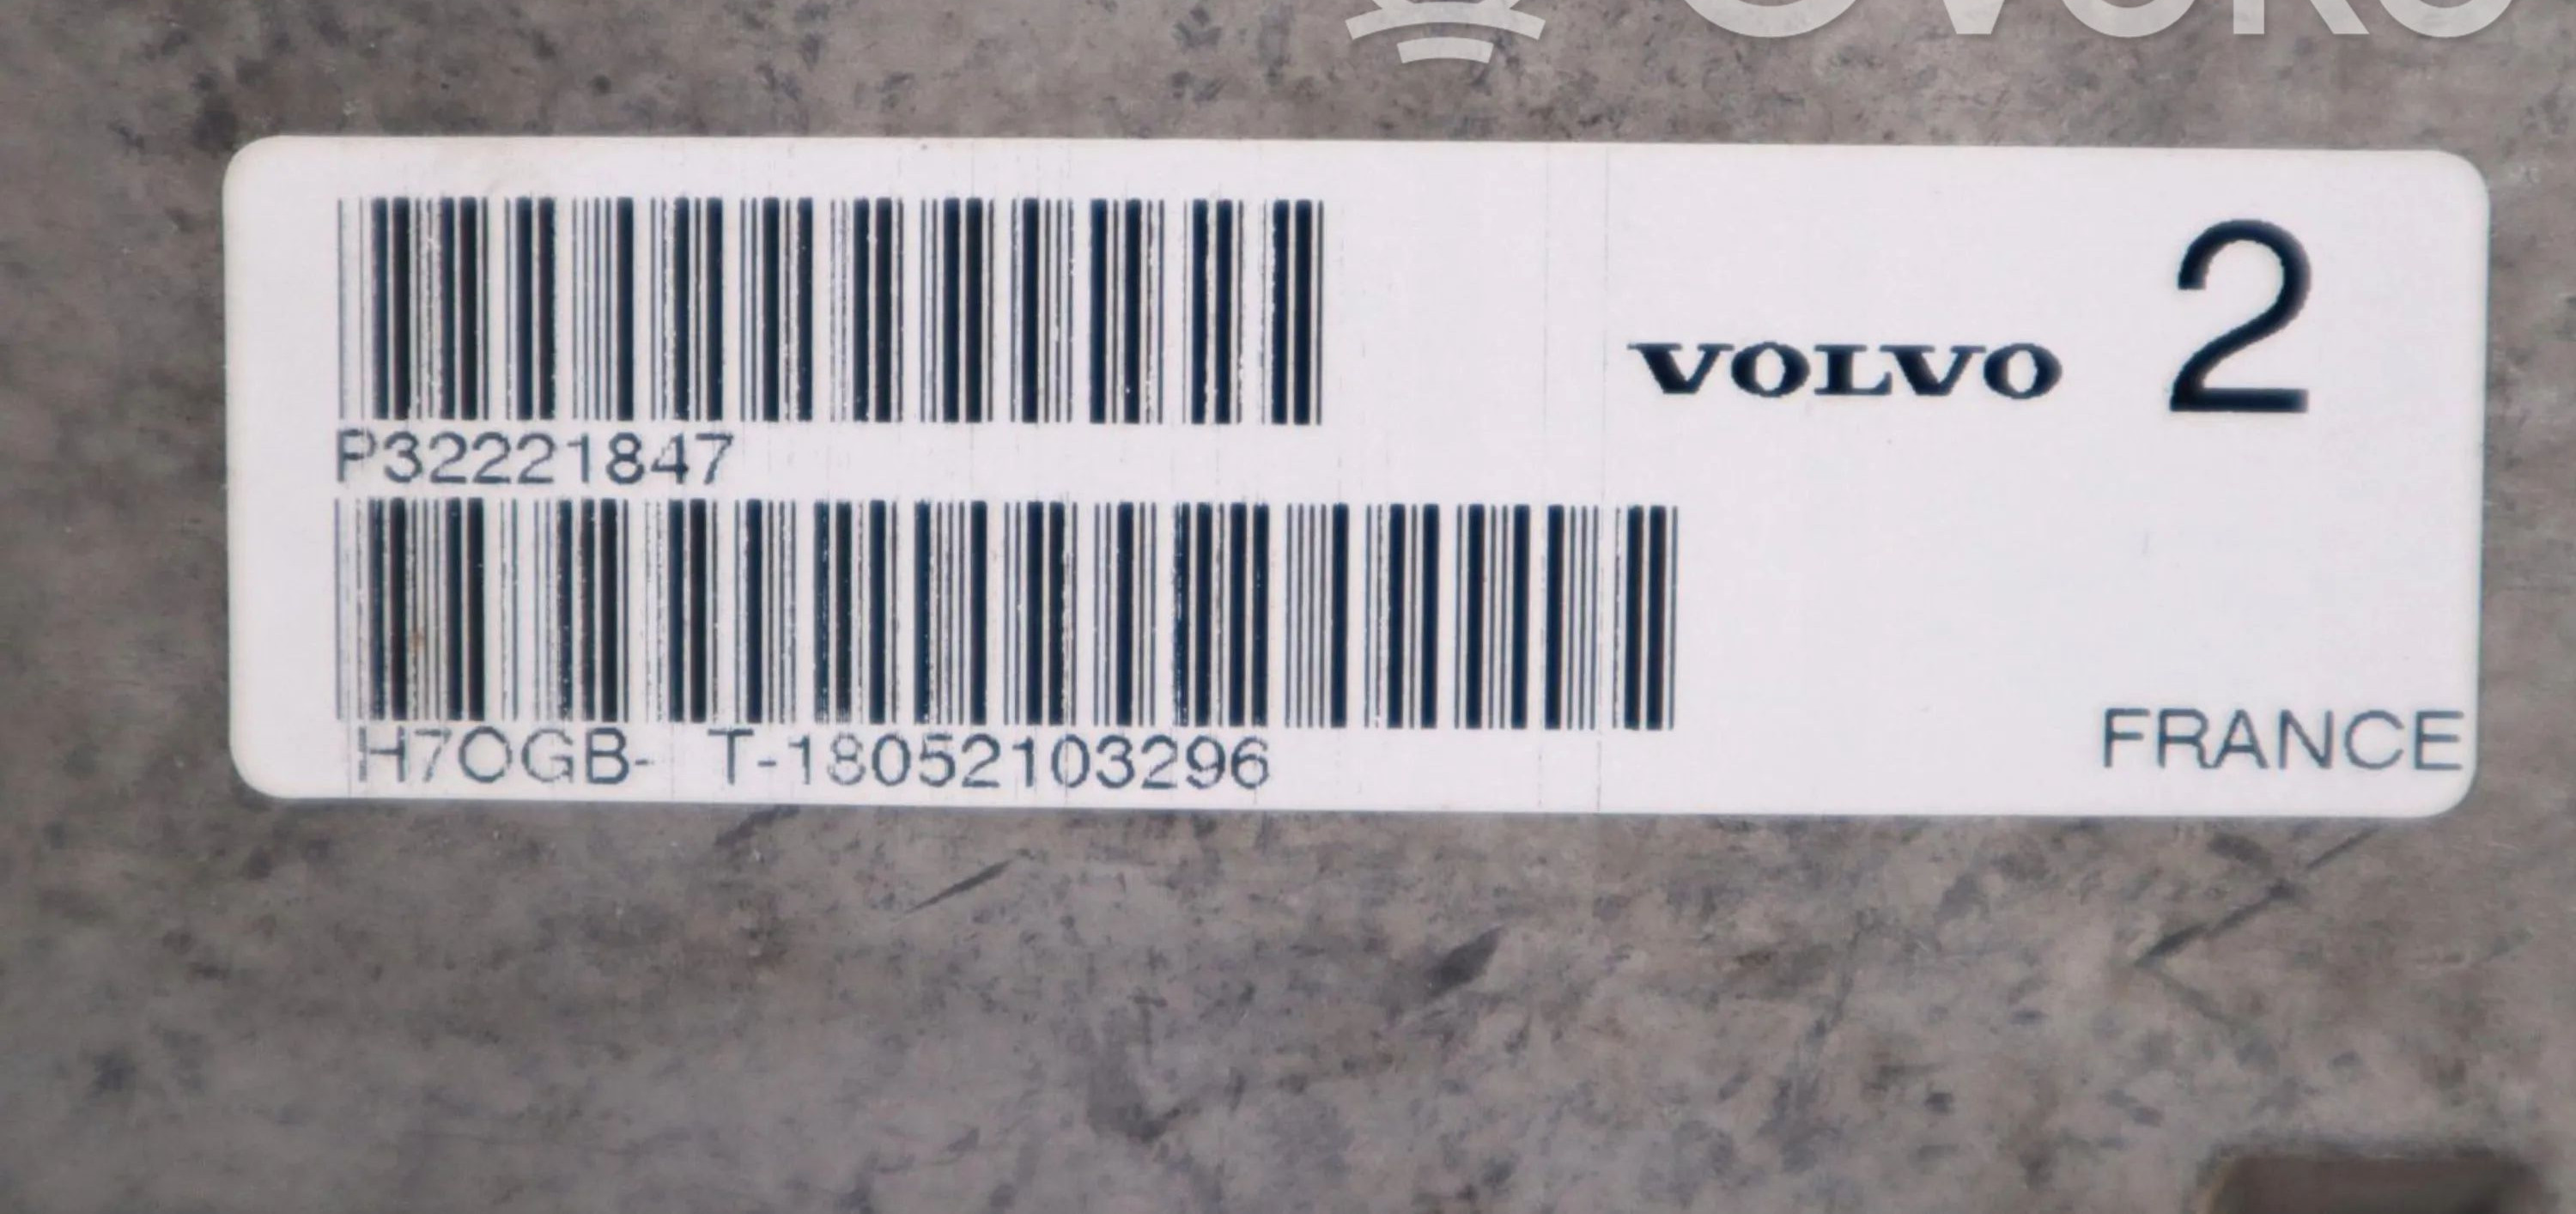 VOLVO 2
P32221847
H7OGB- T-18052103296
FRANCE